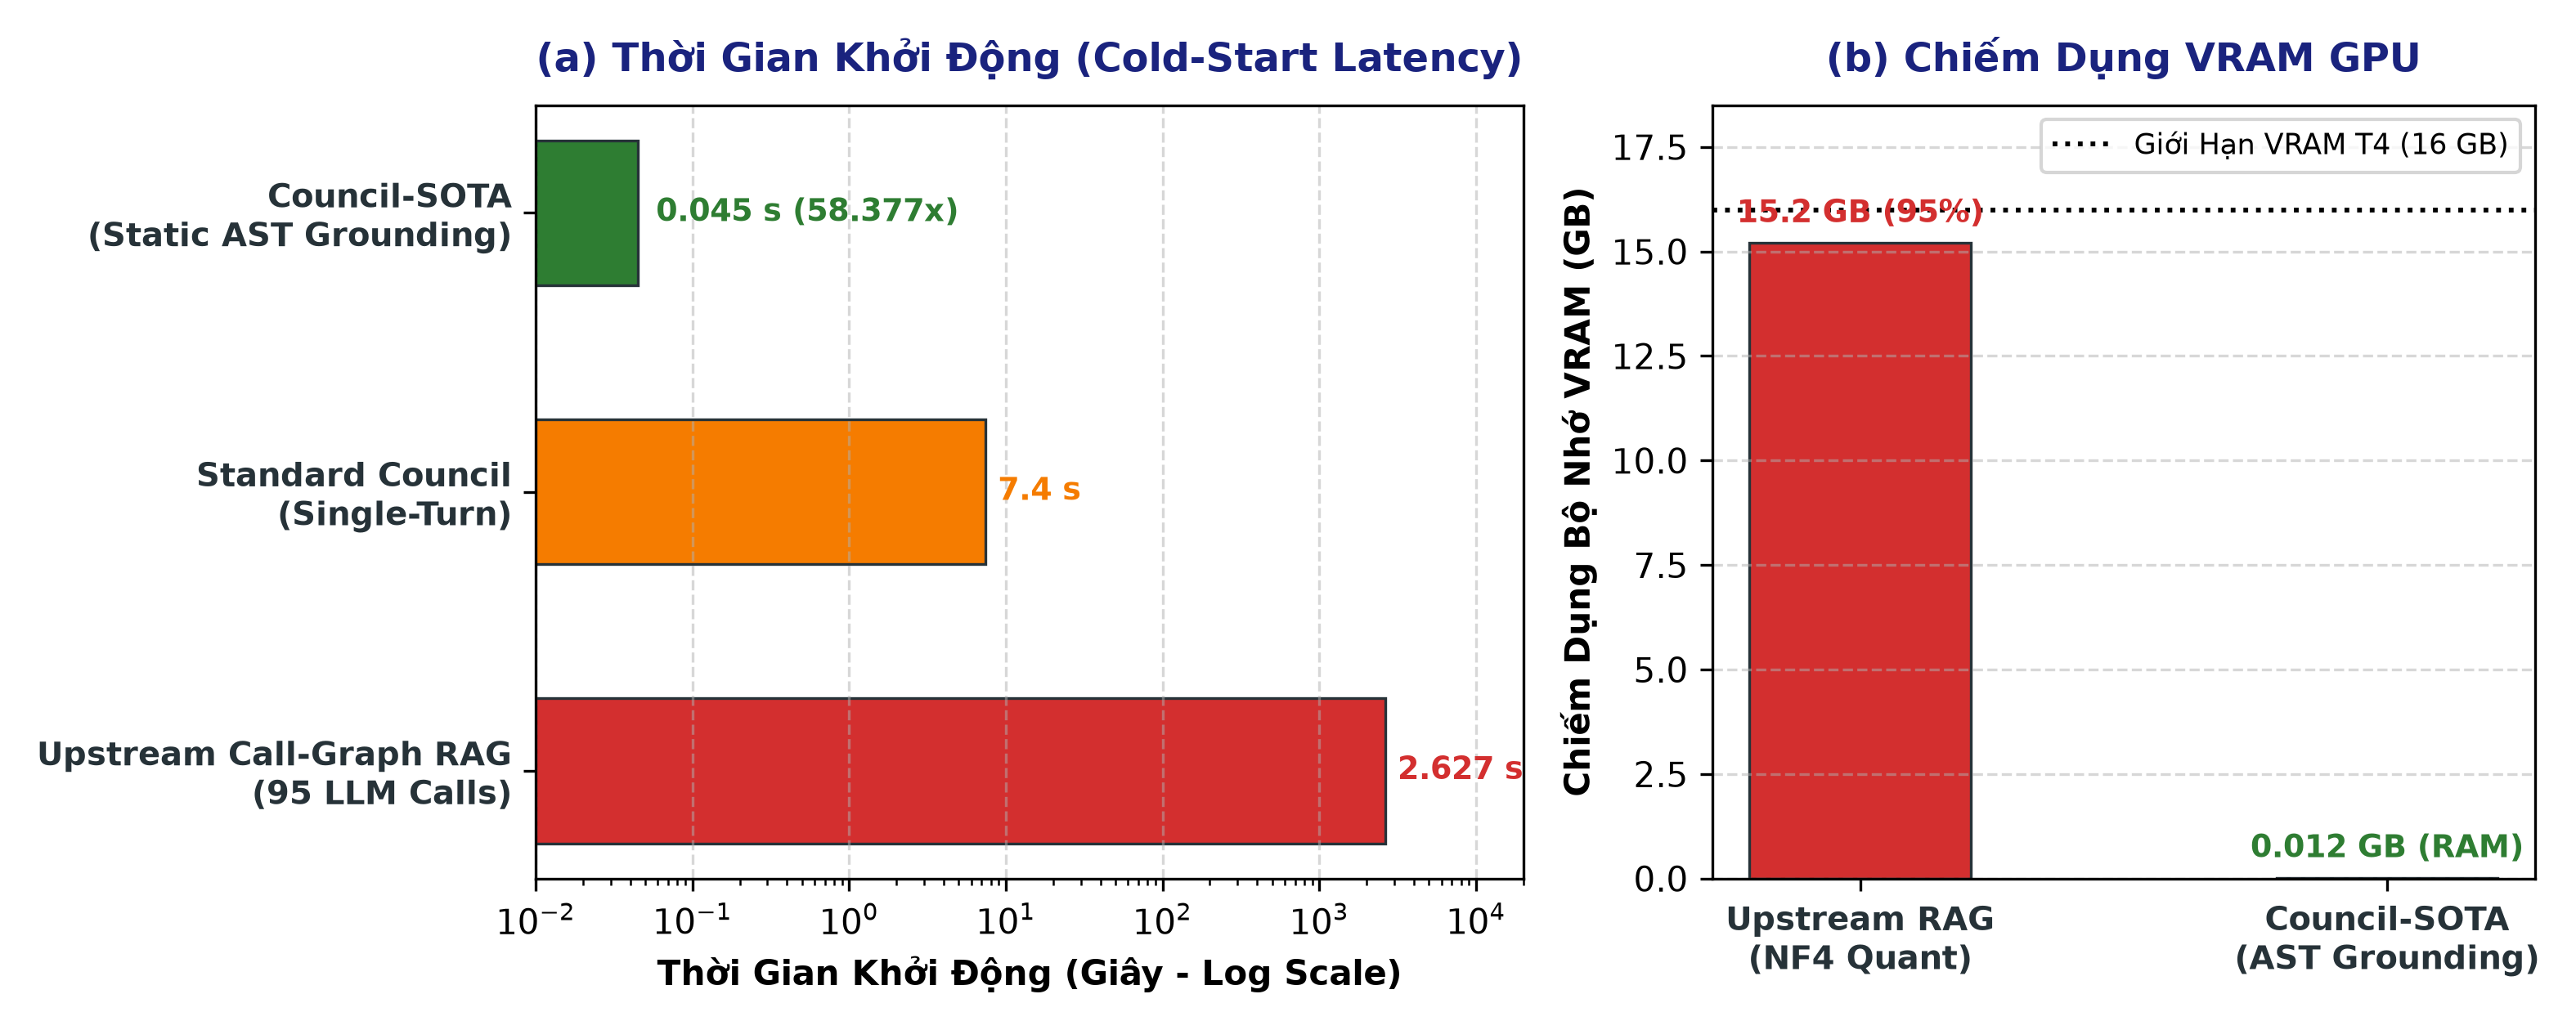 (a) Thời Gian Khởi Động (Cold-Start Latency)
Council-SOTA
(Static AST Grounding)
0.045 s (58.377x)
Standard Council
(Single-Turn)
7.4 s
Upstream Call-Graph RAG
(95 LLM Calls)
2.627 s
10⁻² 10⁻¹ 10⁰ 10¹ 10² 10³ 10⁴
Thời Gian Khởi Động (Giây - Log Scale)
(b) Chiếm Dụng VRAM GPU
Chiếm Dụng Bộ Nhớ VRAM (GB)
17.5
Giới Hạn VRAM T4 (16 GB)
15.2 GB (95%)
15.0
12.5
10.0
7.5
5.0
2.5
0.012 GB (RAM)
0.0
Upstream RAG
(NF4 Quant)
Council-SOTA
(AST Grounding)